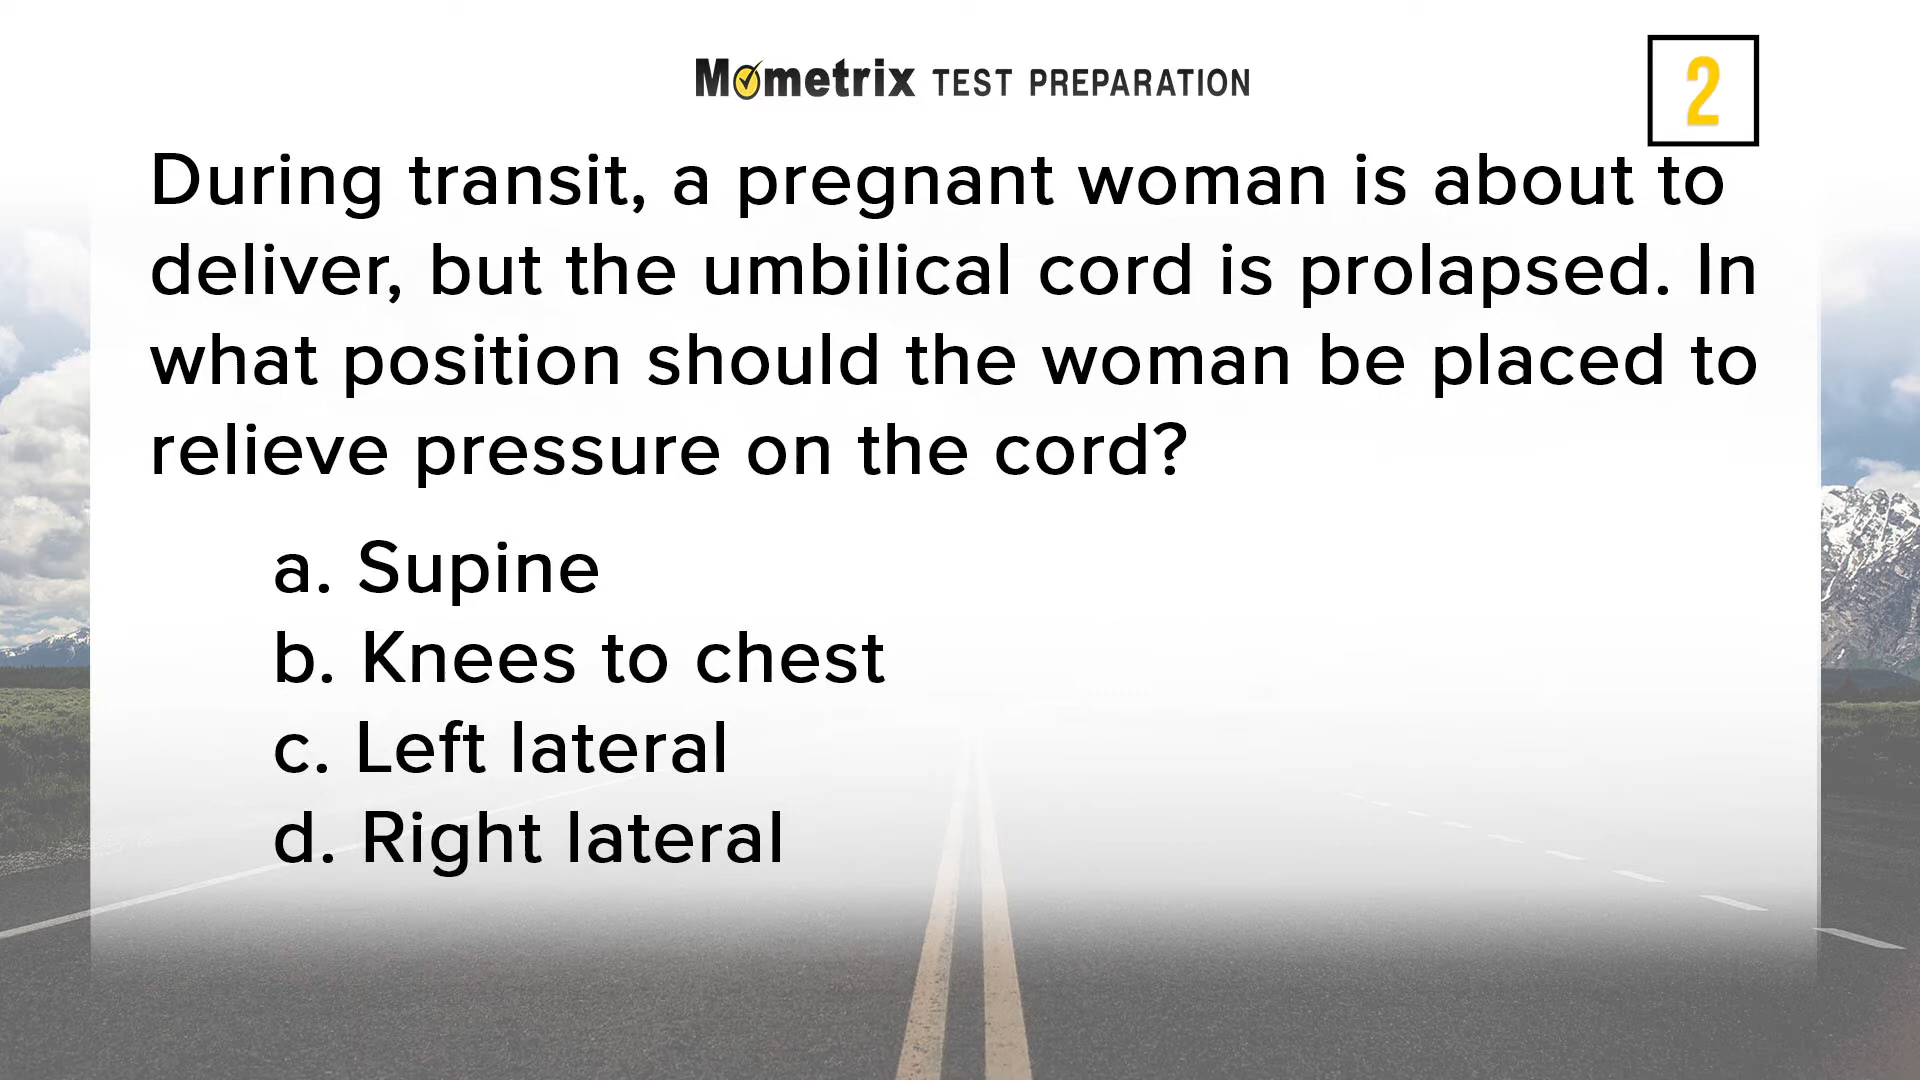 Mometrix TEST PREPARATION
2
During transit, a pregnant woman is about to
deliver, but the umbilical cord is prolapsed. In
what position should the woman be placed to
relieve pressure on the cord?
a. Supine
b. Knees to chest
c. Left lateral
d. Right lateral